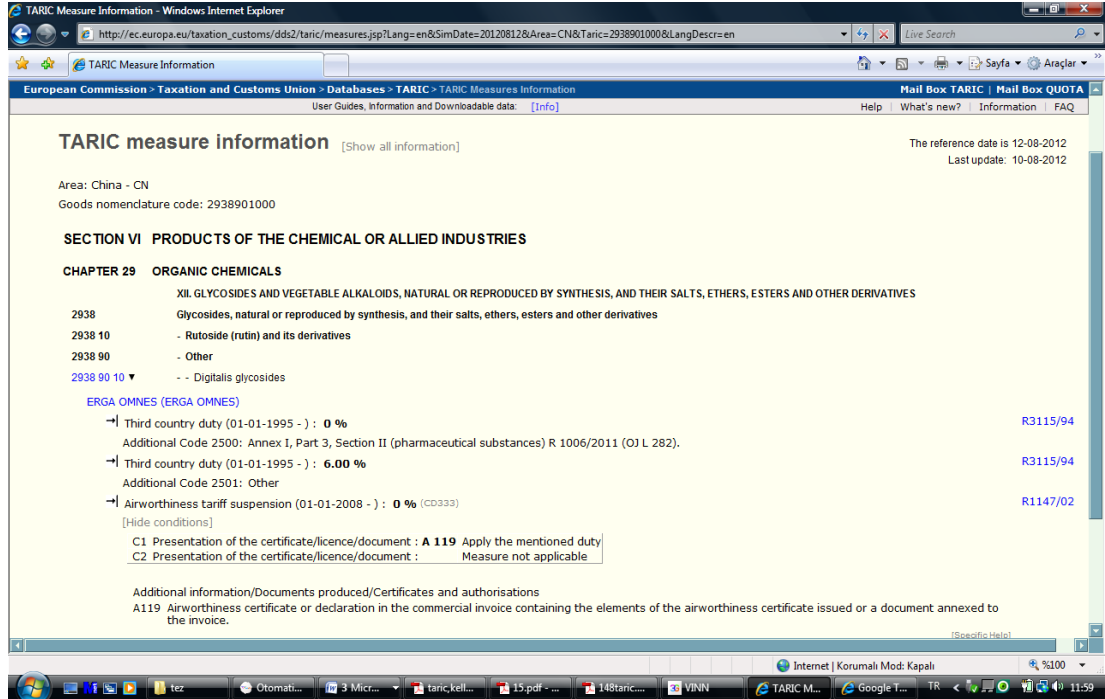 TARIC Measure Information - Windows Internet Explorer
http://ec.europa.eu/taxation_customs/dds2/taric/measures.jsp?Lang=en&SimDate=20120812&Area=CN&Taric=2938901000&LangDescr=en
Live Search
TARIC Measure Information
Sayfa
Araçlar
European Commission > Taxation and Customs Union > Databases > TARIC > TARIC Measures Information
Mail Box TARIC | Mail Box QUOTA
User Guides, Information and Downloadable data: [Info]
Help | What's new? | Information | FAQ
TARIC measure information [Show all information]
The reference date is 12-08-2012
Last update: 10-08-2012
Area: China - CN
Goods nomenclature code: 2938901000
SECTION VI PRODUCTS OF THE CHEMICAL OR ALLIED INDUSTRIES
CHAPTER 29 ORGANIC CHEMICALS
XII. GLYCOSIDES AND VEGETABLE ALKALOIDS, NATURAL OR REPRODUCED BY SYNTHESIS, AND THEIR SALTS, ETHERS, ESTERS AND OTHER DERIVATIVES
2938 Glycosides, natural or reproduced by synthesis, and their salts, ethers, esters and other derivatives
2938 10 - Rutoside (rutin) and its derivatives
2938 90 - Other
2938 90 10 ▼ - - Digitalis glycosides
ERGA OMNES (ERGA OMNES)
Third country duty (01-01-1995 - ) : 0 % R3115/94
Additional Code 2500: Annex I, Part 3, Section II (pharmaceutical substances) R 1006/2011 (OJ L 282).
Third country duty (01-01-1995 - ) : 6.00 % R3115/94
Additional Code 2501: Other
Airworthiness tariff suspension (01-01-2008 - ) : 0 % (CD333) R1147/02
[Hide conditions]
C1 Presentation of the certificate/licence/document : A 119 Apply the mentioned duty
C2 Presentation of the certificate/licence/document : Measure not applicable
Additional information/Documents produced/Certificates and authorisations
A119 Airworthiness certificate or declaration in the commercial invoice containing the elements of the airworthiness certificate issued or a document annexed to
the invoice.
[Specific Help]
Internet | Korumalı Mod: Kapalı
%100
tez
Otomati...
3 Micr...
taric,kell...
15.pdf - ...
148taric....
VINN
TARIC M...
Google T...
TR
11:59